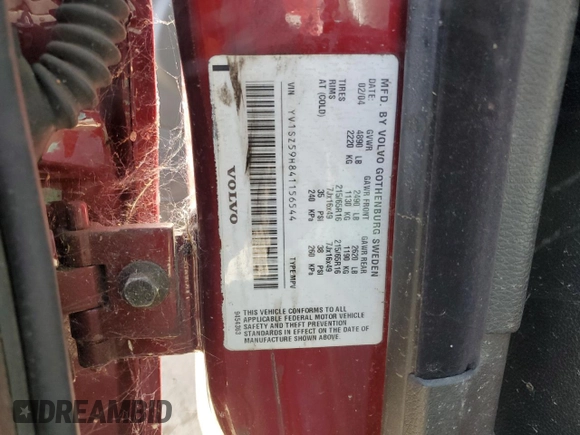 MFD. BY VOLVO GOTHENBURG SWEDEN
DATE: 02/04
GVWR GAWR FRONT GAWR REAR
4890 LB 2490 LB 2620 LB
2220 KG 1130 KG 1190 KG
TIRES 215/65R16 215/65R16
RIMS 7Jx16x49 7Jx16x49
AT (COLD) 35 PSI 38 PSI
240 KPa 260 KPa
VIN YV1SZ59H841156544 TYPE:MPV
VOLVO
THIS VEHICLE CONFORMS TO ALL
APPLICABLE FEDERAL MOTOR VEHICLE
SAFETY AND THEFT PREVENTION
STANDARDS IN EFFECT ON THE DATE OF
MANUFACTURE SHOWN ABOVE.
9454263
DREAMBID